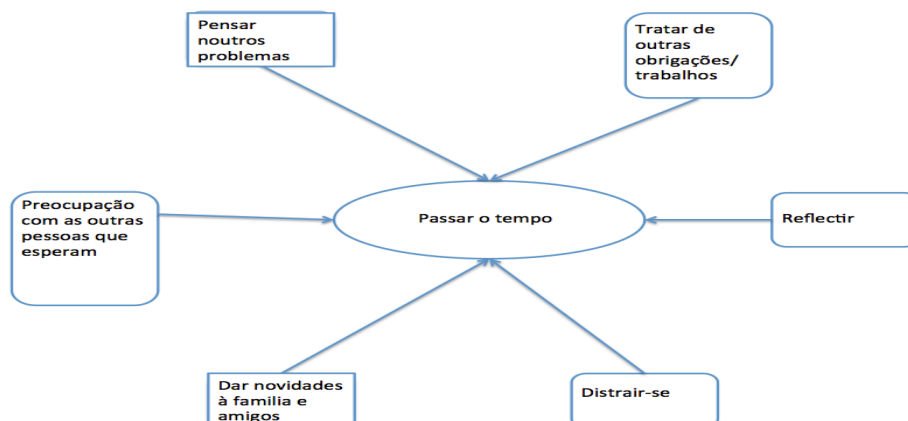 Pensar
noutros
problemas
Tratar de
outras
obrigações/
trabalhos
Preocupação
com as outras
pessoas que
esperam
Passar o tempo
Reflectir
Dar novidades
à familia e
amigos
Distrair-se